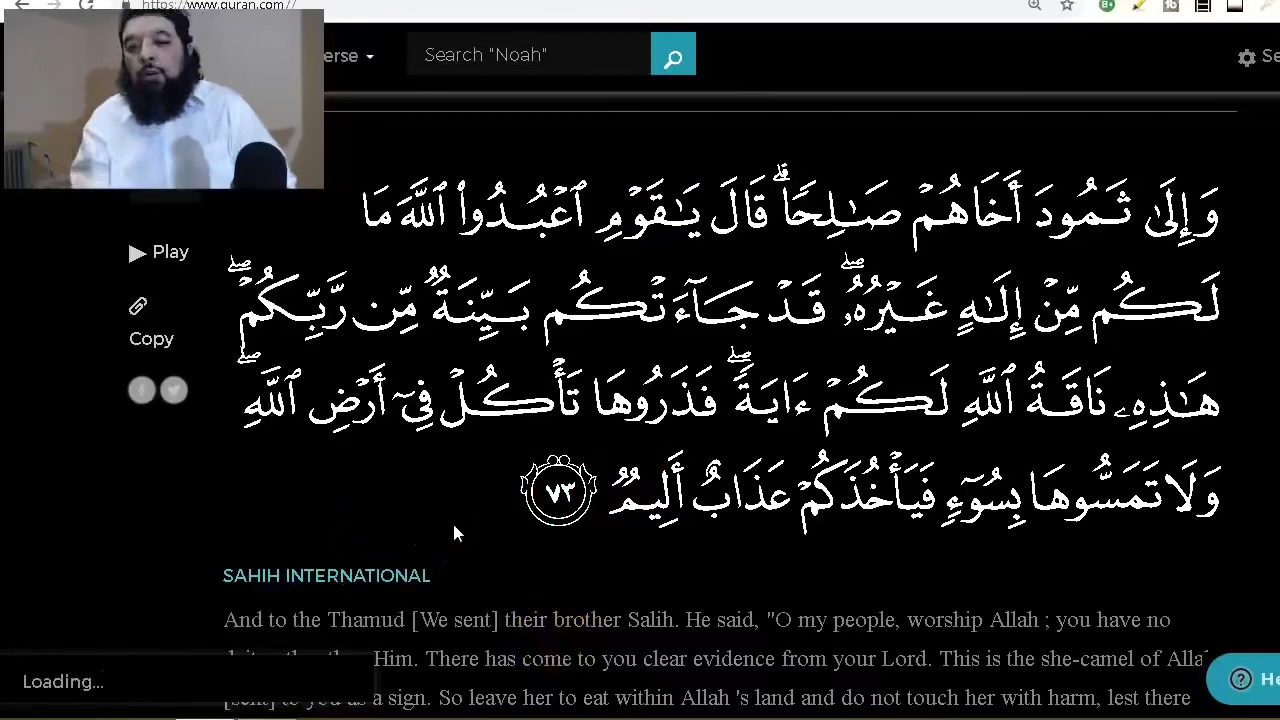 https://www.quran.com//
erse
Search "Noah"
Se
وَإِلَىٰ ثَمُودَ أَخَاهُمۡ صَـٰلِحٗاۚ قَالَ يَـٰقَوۡمِ ٱعۡبُدُواْ ٱللَّهَ مَا
لَكُم مِّنۡ إِلَـٰهٍ غَيۡرُهُۥۖ قَدۡ جَآءَتۡكُم بَيِّنَةٞ مِّن رَّبِّكُمۡۖ
هَـٰذِهِۦ نَاقَةُ ٱللَّهِ لَكُمۡ ءَايَةٗۖ فَذَرُوهَا تَأۡكُلۡ فِيٓ أَرۡضِ ٱللَّهِۖ
وَلَا تَمَسُّوهَا بِسُوٓءٖ فَيَأۡخُذَكُمۡ عَذَابٌ أَلِيمٞ ٧٣
Play
Copy
SAHIH INTERNATIONAL
And to the Thamud [We sent] their brother Salih. He said, "O my people, worship Allah ; you have no
Him. There has come to you clear evidence from your Lord. This is the she-camel of Alla
[sent] to you as a sign. So leave her to eat within Allah 's land and do not touch her with harm, lest there
Loading...
He